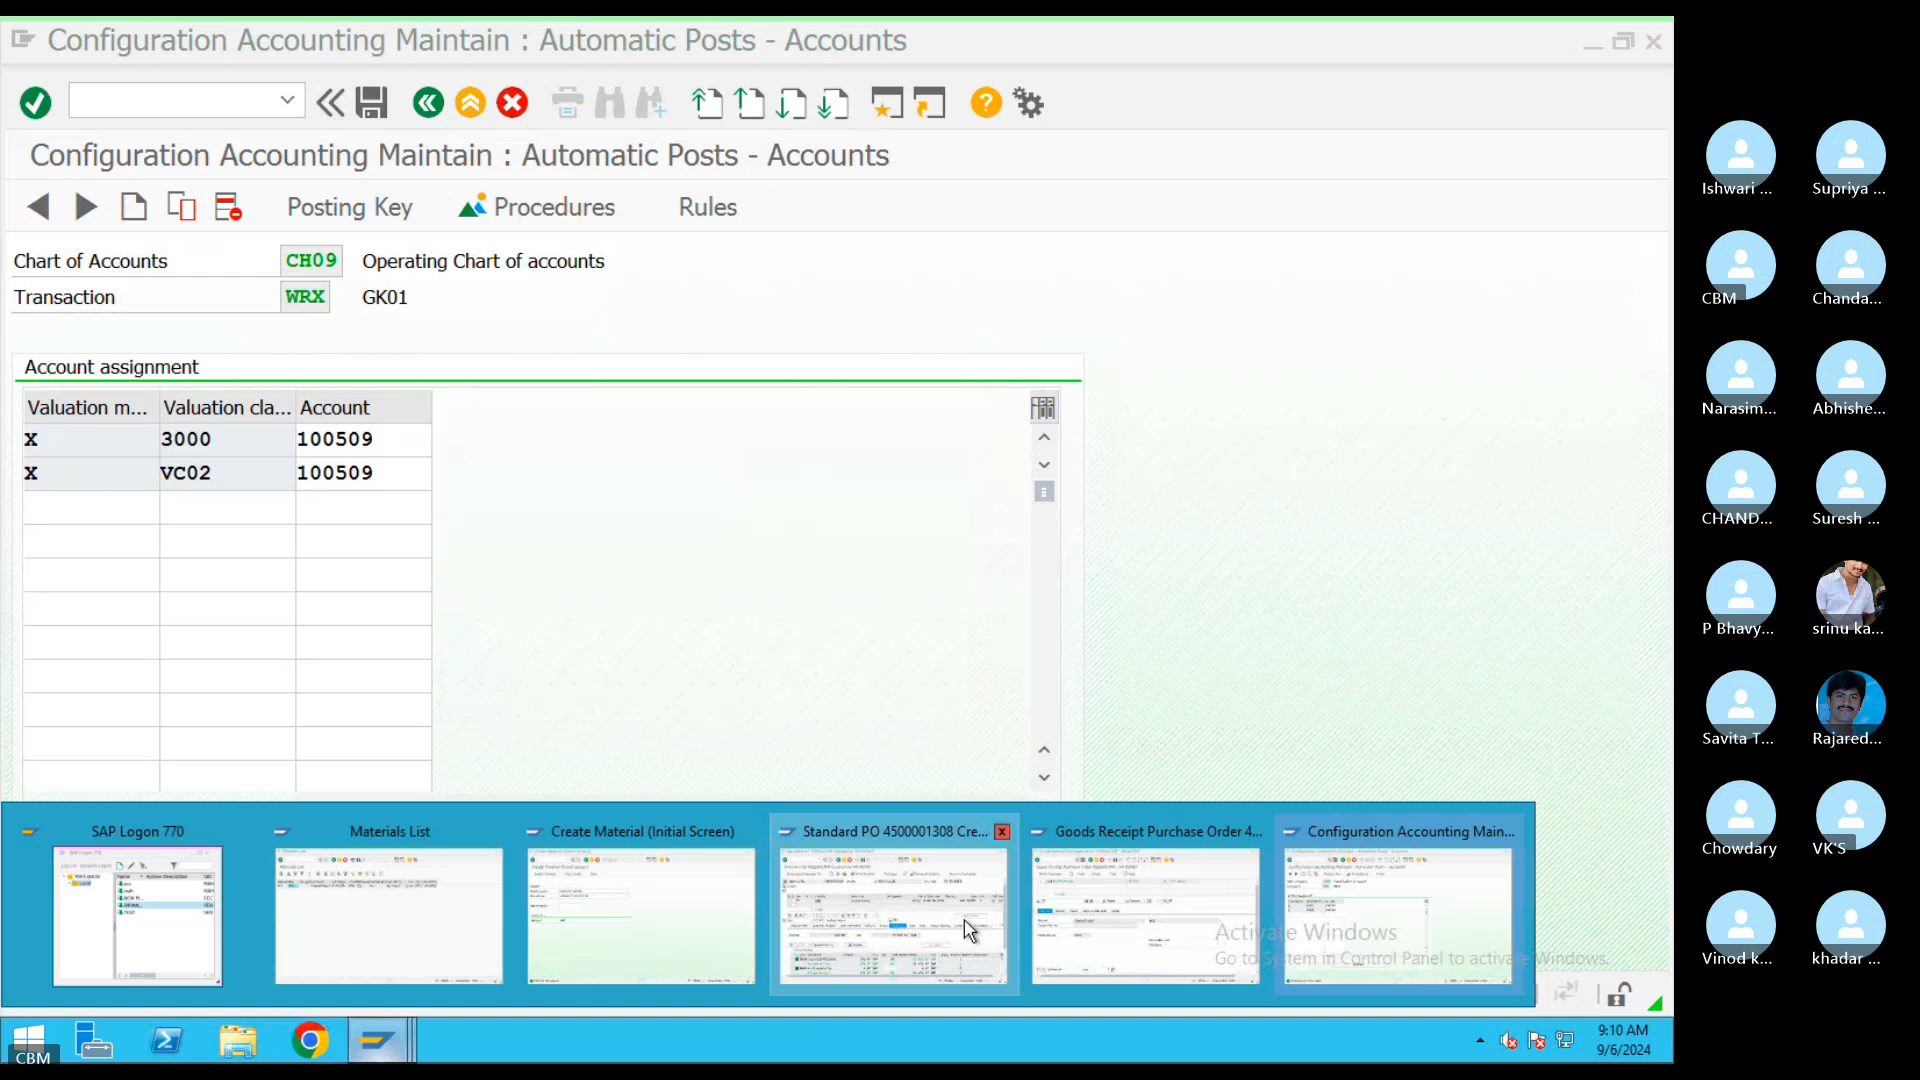 Configuration Accounting Maintain : Automatic Posts - Accounts
Configuration Accounting Maintain : Automatic Posts - Accounts
Posting Key Procedures Rules
Chart of Accounts CH09 Operating Chart of accounts
Transaction WRX GK01
Account assignment
Valuation m... Valuation cla... Account
X 3000 100509
X VC02 100509
SAP Logon 770 Materials List Create Material (Initial Screen) Standard PO 4500001308 Cre... Goods Receipt Purchase Order 4... Configuration Accounting Main...
Activate Windows
Go to System in Control Panel to activate Windows.
9:10 AM
9/6/2024
CBM
Ishwari ... Supriya ...
CBM Chanda...
Narasim... Abhishe...
CHAND... Suresh ...
P Bhavy... srinu ka...
Savita T... Rajared...
Chowdary VK'S
Vinod k... khadar ...